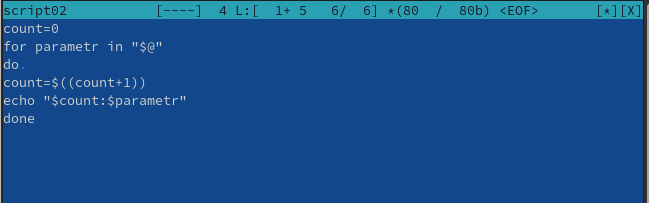 script02 [----] 4 L:[ 1+ 5 6/ 6] *(80 / 80b) <EOF> [*][X]
count=0
for parametr in "$@"
do.
count=$((count+1))
echo "$count:$parametr"
done